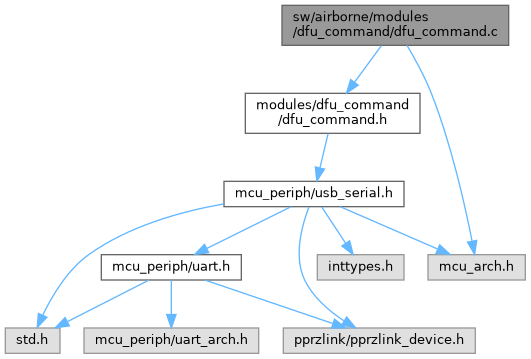 sw/airborne/modules
/dfu_command/dfu_command.c
modules/dfu_command
/dfu_command.h
mcu_periph/usb_serial.h
mcu_periph/uart.h
inttypes.h
mcu_arch.h
std.h
mcu_periph/uart_arch.h
pprzlink/pprzlink_device.h